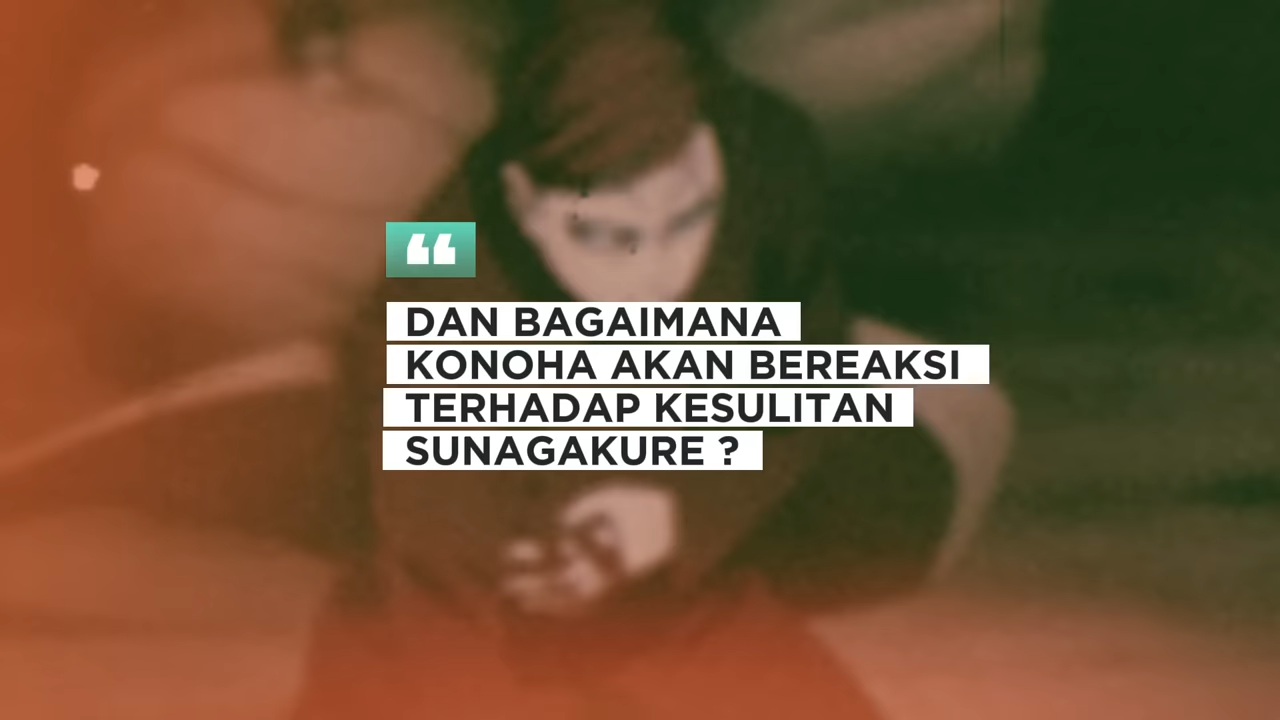 DAN BAGAIMANA
KONOHA AKAN BEREAKSI
TERHADAP KESULITAN
SUNAGAKURE ?